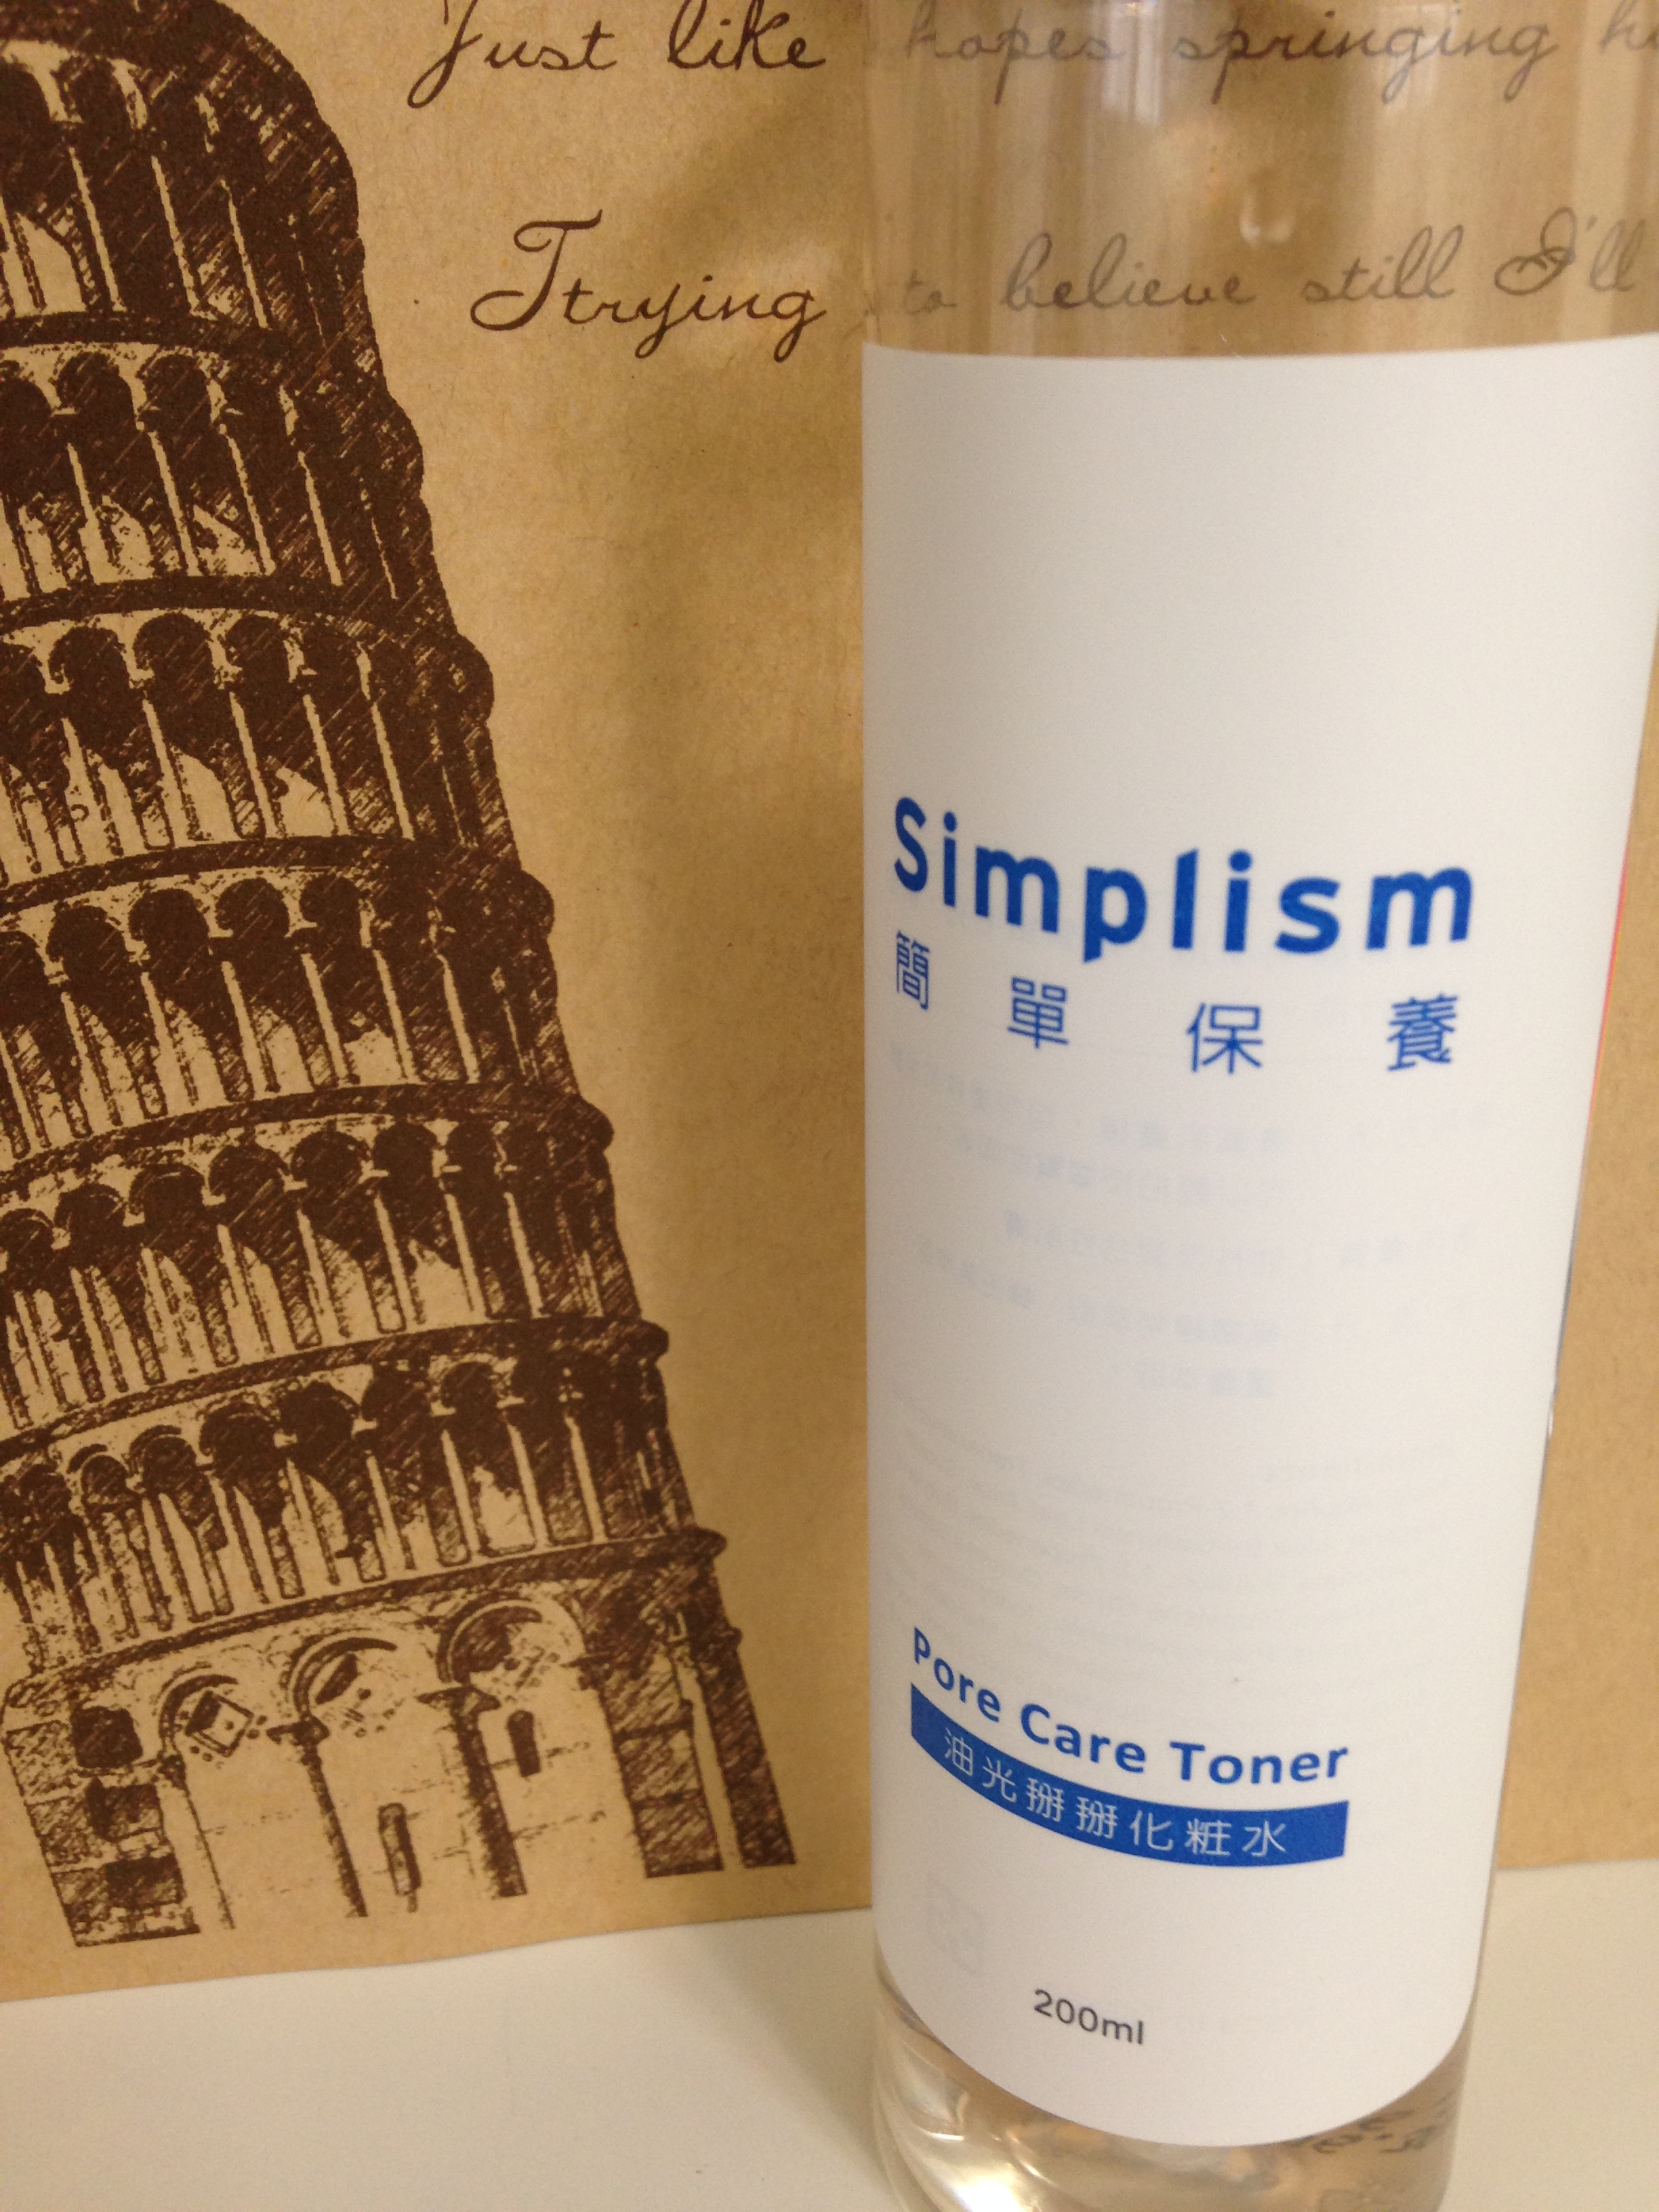 Just like hopes springing
Ttrying to believe still I'll
Simplism
簡單保養
Pore Care Toner
油光掰掰化粧水
200ml